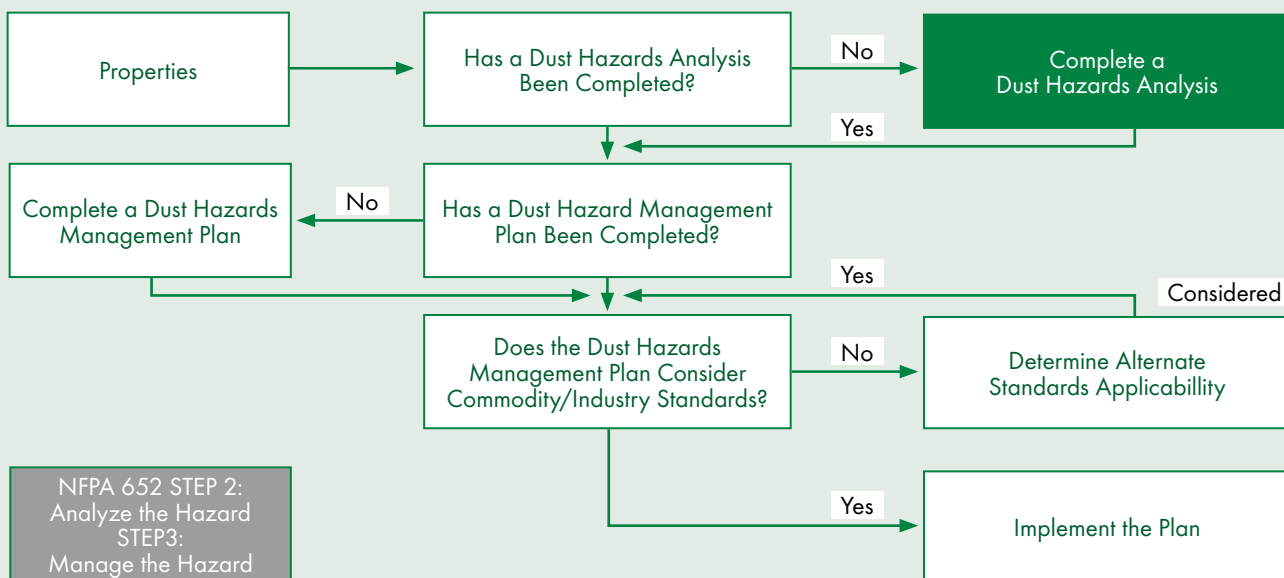 Properties
Has a Dust Hazards Analysis
Been Completed?
No
Complete a
Dust Hazards Analysis
Yes
Complete a Dust Hazards
Management Plan
No
Has a Dust Hazard Management
Plan Been Completed?
Yes
Considered
Does the Dust Hazards
Management Plan Consider
Commodity/Industry Standards?
No
Determine Alternate
Standards Applicabillity
NFPA 652 STEP 2:
Analyze the Hazard
STEP3:
Manage the Hazard
Yes
Implement the Plan